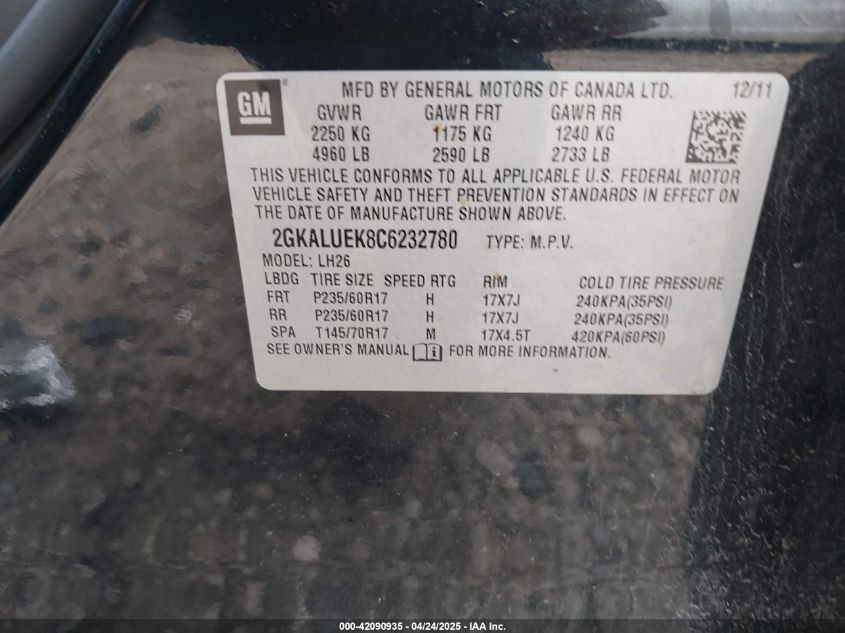 GM
®
MFD BY GENERAL MOTORS OF CANADA LTD. 12/11
GVWR GAWR FRT GAWR RR
2250 KG 1175 KG 1240 KG
4960 LB 2590 LB 2733 LB
THIS VEHICLE CONFORMS TO ALL APPLICABLE U.S. FEDERAL MOTOR
VEHICLE SAFETY AND THEFT PREVENTION STANDARDS IN EFFECT ON
THE DATE OF MANUFACTURE SHOWN ABOVE.
2GKALUEK8C6232780 TYPE: M.P.V.
MODEL: LH26
LBDG TIRE SIZE SPEED RTG RIM COLD TIRE PRESSURE
FRT P235/60R17 H 17X7J 240KPA(35PSI)
RR P235/60R17 H 17X7J 240KPA(35PSI)
SPA T145/70R17 M 17X4.5T 420KPA(60PSI)
SEE OWNER'S MANUAL FOR MORE INFORMATION.
000-42090935 - 04/24/2025 - IAA Inc.